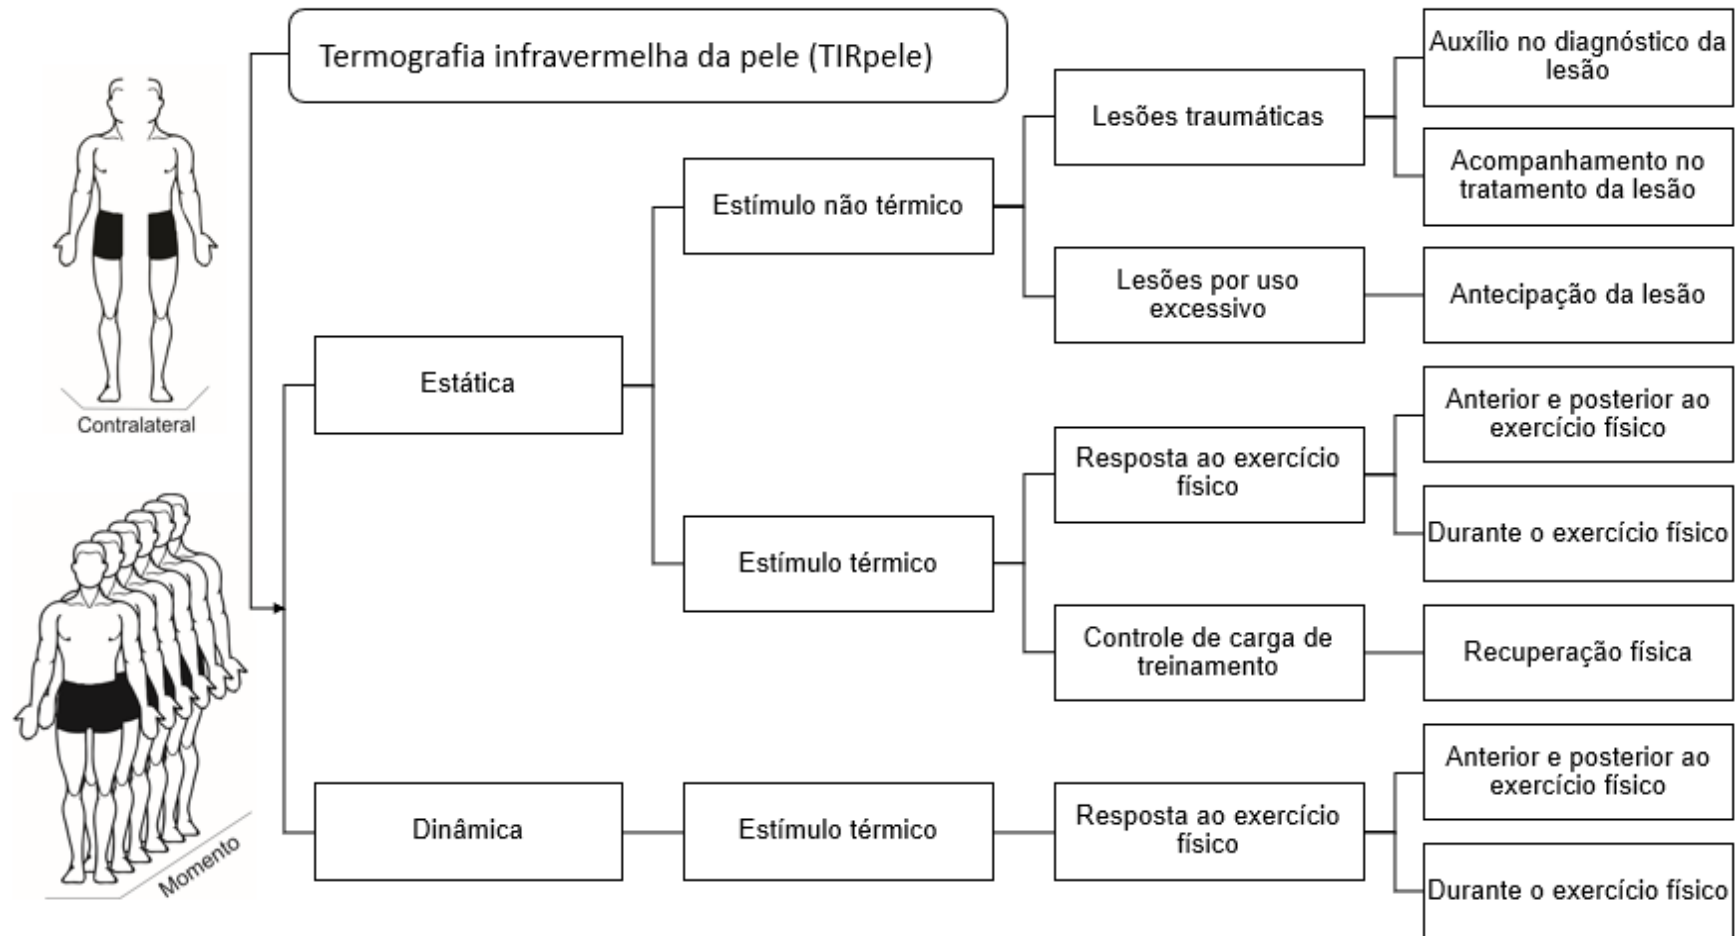 Termografia infravermelha da pele (TIRpele)
Contralateral
Momento
Estática
Dinâmica
Estímulo não térmico
Estímulo térmico
Estímulo térmico
Lesões traumáticas
Lesões por uso
excessivo
Resposta ao exercício
físico
Controle de carga de
treinamento
Resposta ao exercício
físico
Auxílio no diagnóstico da
lesão
Acompanhamento no
tratamento da lesão
Antecipação da lesão
Anterior e posterior ao
exercício físico
Durante o exercício físico
Recuperação física
Anterior e posterior ao
exercício físico
Durante o exercício físico